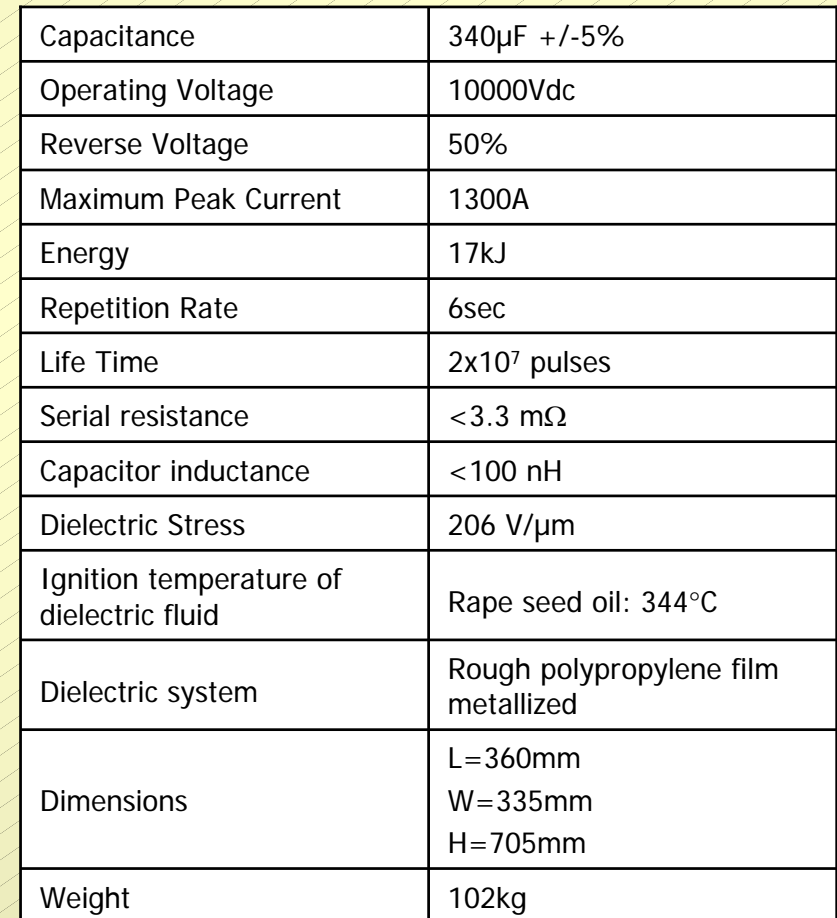 Capacitance 340µF +/-5%
Operating Voltage 10000Vdc
Reverse Voltage 50%
Maximum Peak Current 1300A
Energy 17kJ
Repetition Rate 6sec
Life Time 2x10⁷ pulses
Serial resistance <3.3 mΩ
Capacitor inductance <100 nH
Dielectric Stress 206 V/µm
Ignition temperature of
dielectric fluid
Rape seed oil: 344°C
Dielectric system
Rough polypropylene film
metallized
Dimensions
L=360mm
W=335mm
H=705mm
Weight 102kg